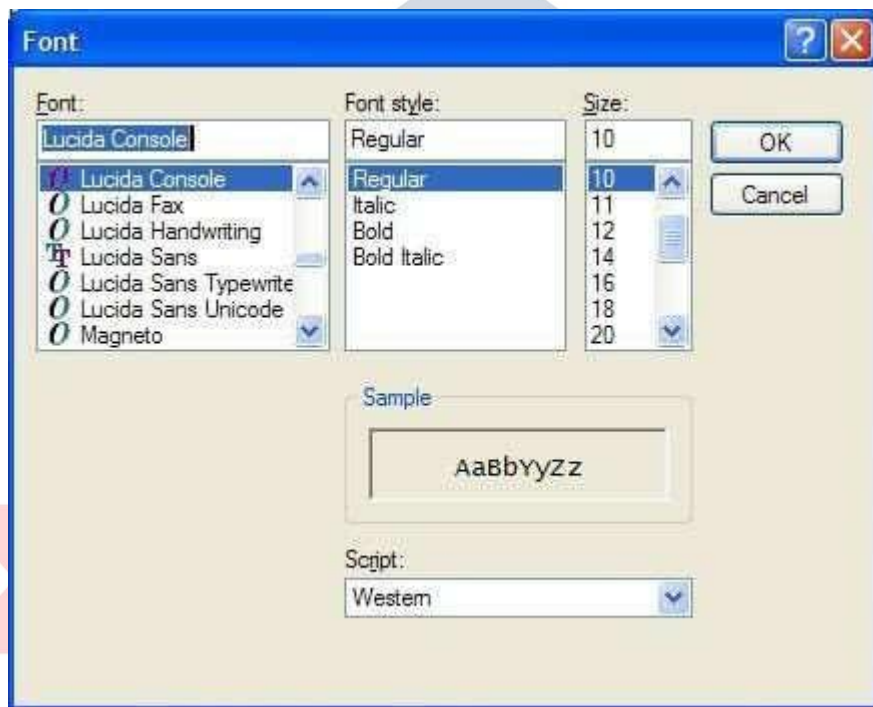 Font
Font:
Lucida Console
Lucida Console
Lucida Fax
Lucida Handwriting
Lucida Sans
Lucida Sans Typewrite
Lucida Sans Unicode
Magneto
Font style:
Regular
Regular
Italic
Bold
Bold Italic
Size:
10
10
11
12
14
16
18
20
OK
Cancel
Sample
AaBbYyZz
Script:
Western